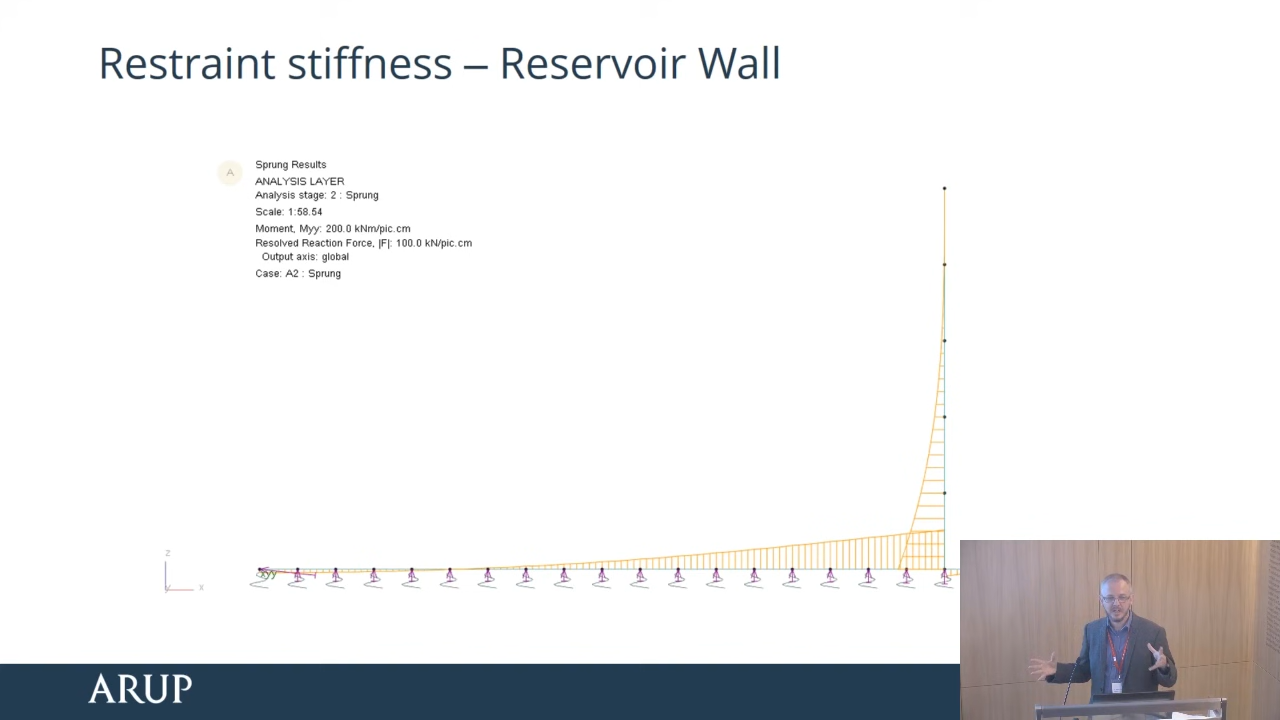 Restraint stiffness – Reservoir Wall
A
Sprung Results
ANALYSIS LAYER
Analysis stage: 2 : Sprung
Scale: 1:58.54
Moment, Myy: 200.0 kNm/pic.cm
Resolved Reaction Force, |F|: 100.0 kN/pic.cm
Output axis: global
Case: A2 : Sprung
z
x
ARUP